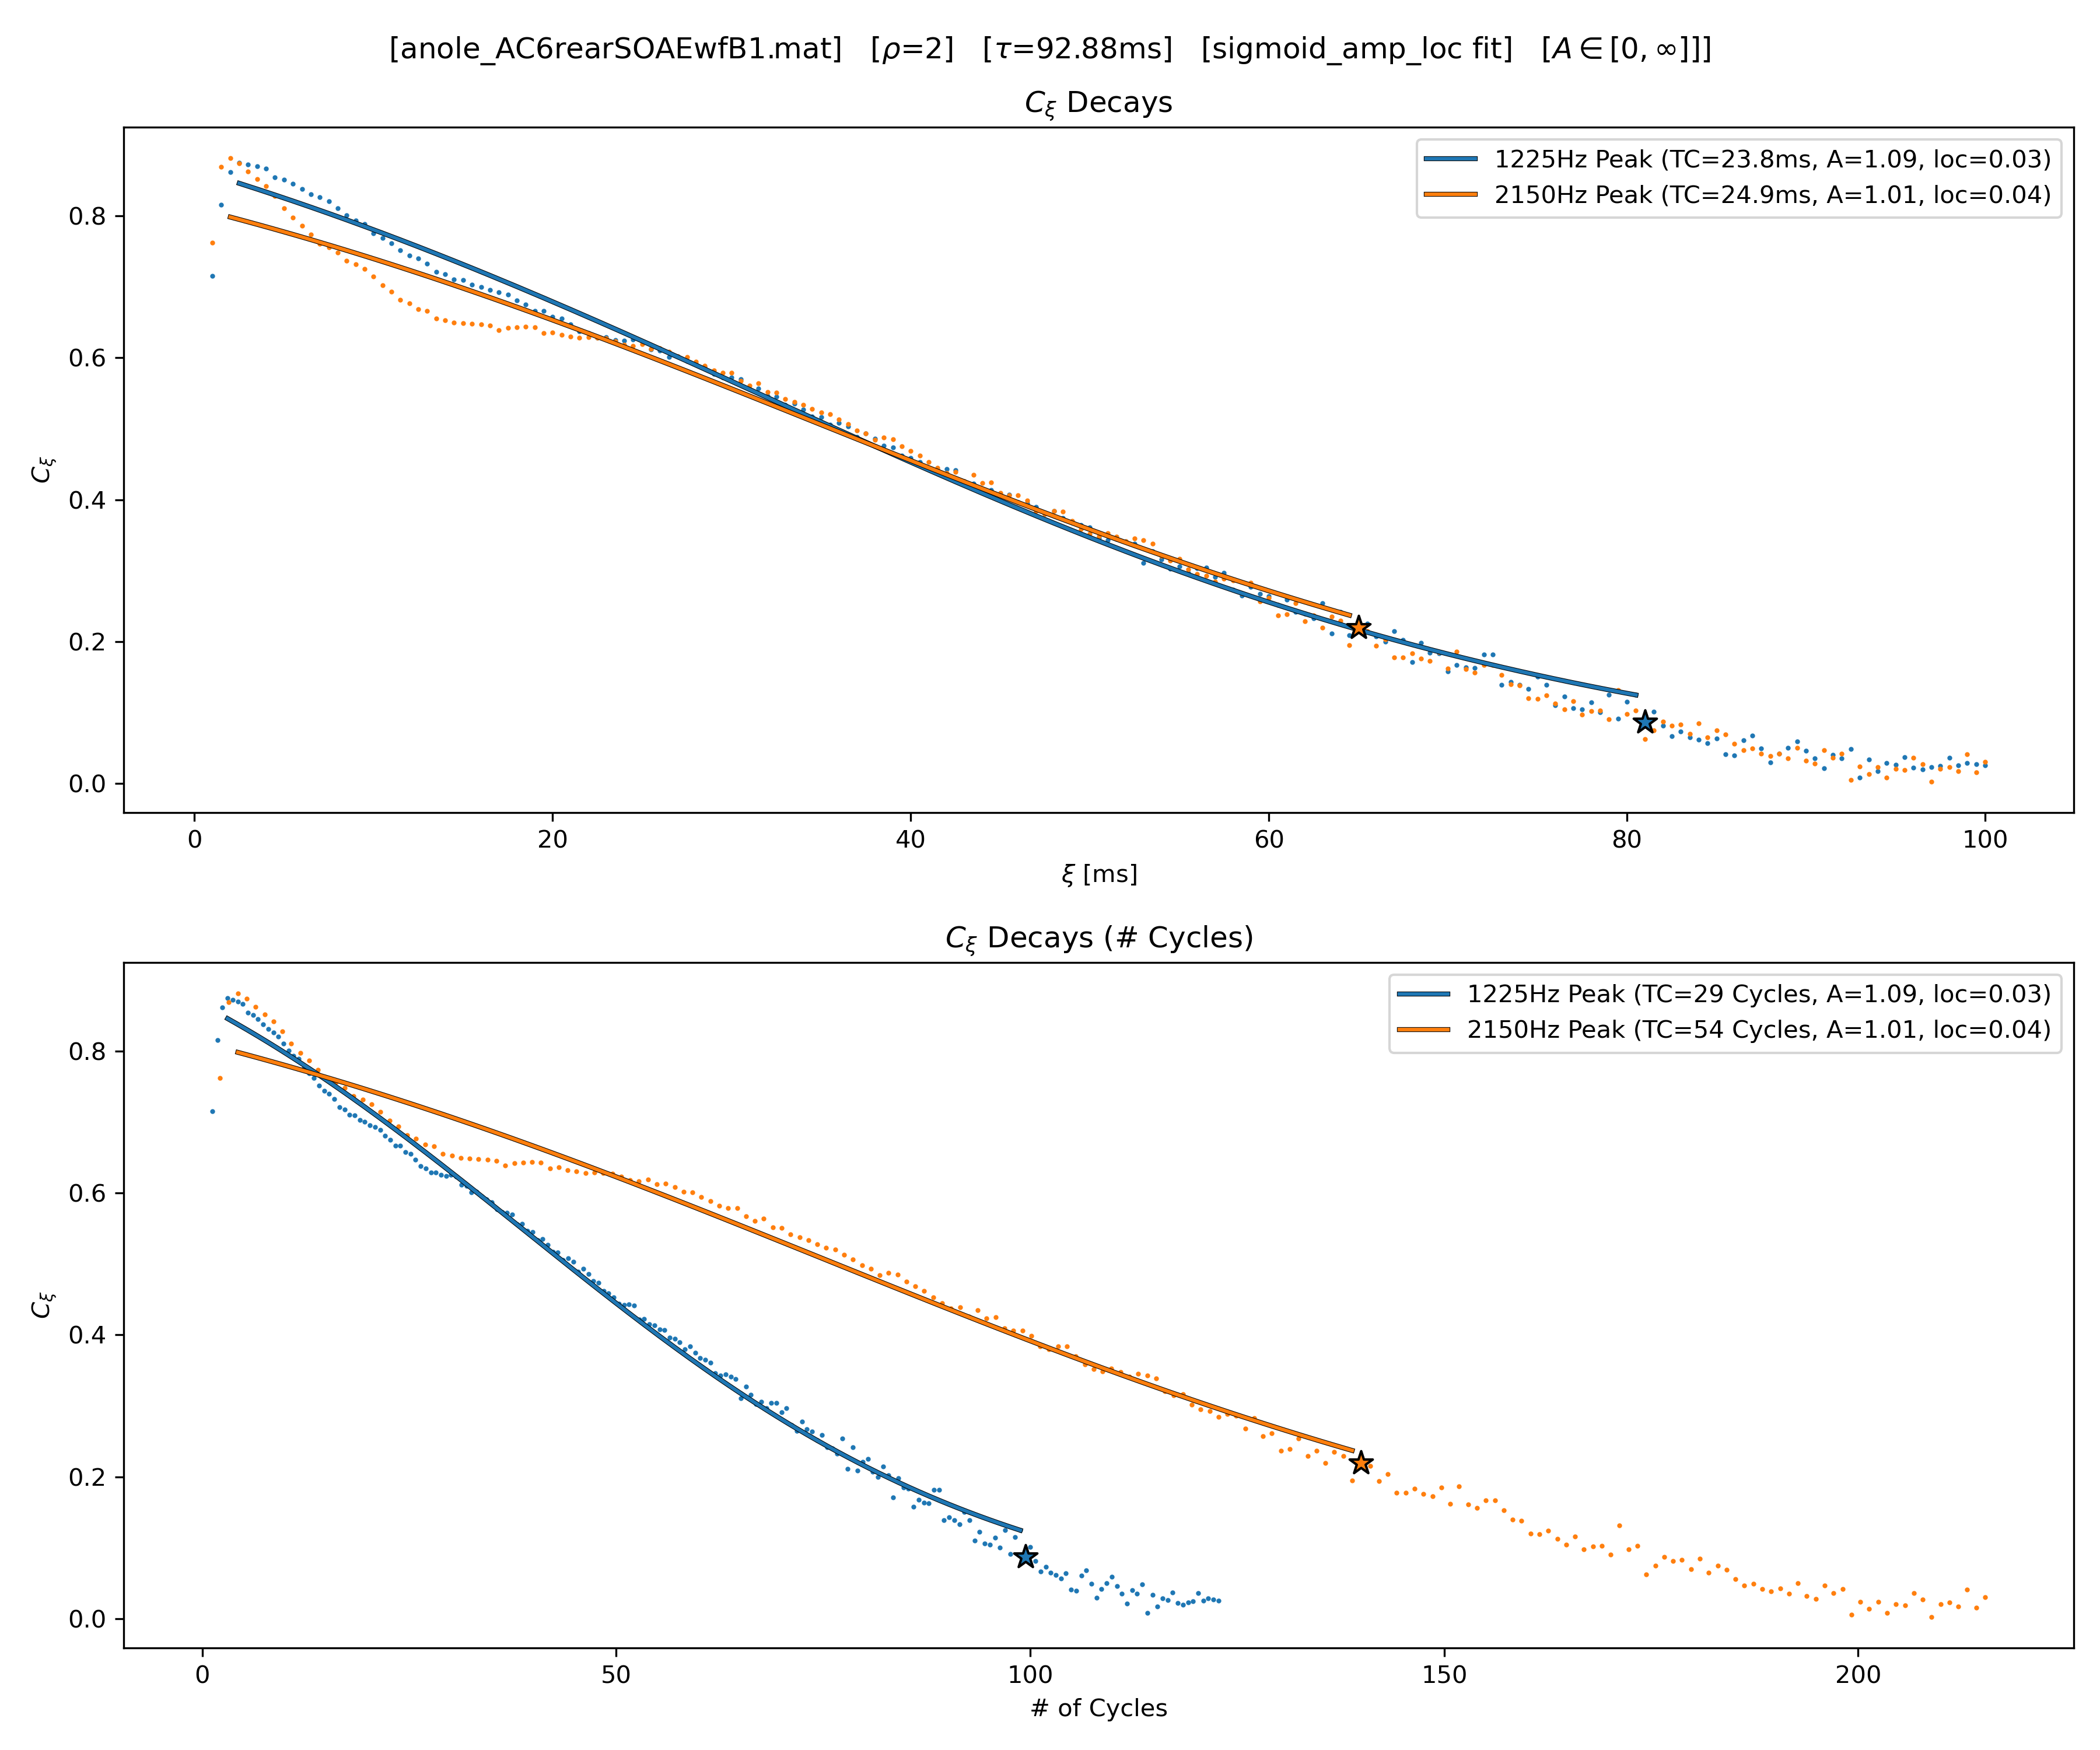 [anole_AC6rearSOAEwfB1.mat] [ρ=2] [τ=92.88ms] [sigmoid_amp_loc fit] [A ∈ [0, ∞]]]
C_ξ Decays
1225Hz Peak (TC=23.8ms, A=1.09, loc=0.03)
2150Hz Peak (TC=24.9ms, A=1.01, loc=0.04)
0.8
0.6
0.4
0.2
0.0
C_ξ
0 20 40 60 80 100
ξ [ms]
C_ξ Decays (# Cycles)
1225Hz Peak (TC=29 Cycles, A=1.09, loc=0.03)
2150Hz Peak (TC=54 Cycles, A=1.01, loc=0.04)
0.8
0.6
0.4
0.2
0.0
C_ξ
0 50 100 150 200
# of Cycles